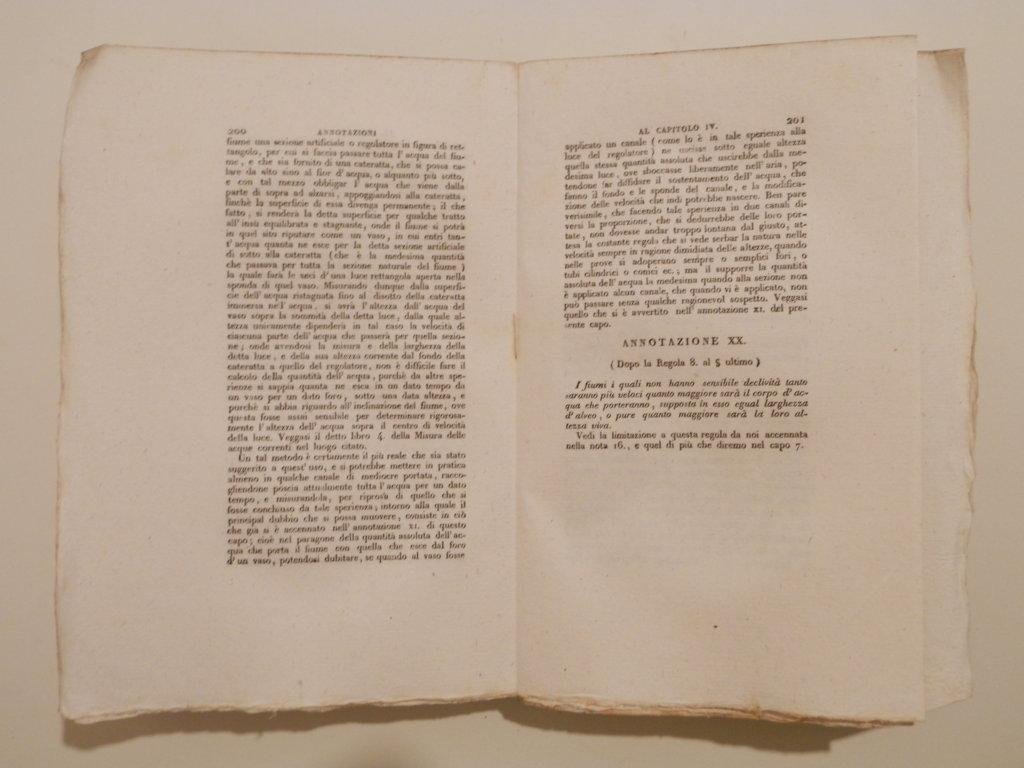 200 ANNOTAZIONI
fiume una sezione artificiale o regolatore in figura di ret-
tangolo, per cui si faccia passare tutta l'acqua del fiu-
me, e che sia fornito di una cateratta, che si possa ca-
lare da alto sino al fior d'acqua, o alquanto più sotto,
e con tal mezzo obbligar l'acqua che viene dalla
parte di sopra ad alzarsi, appoggiandosi alla cateratta,
finchè la superficie di essa divenga permanente; il che
fatto, si renderà la detta superficie per qualche tratto
all'insù equilibrata e stagnante, onde il fiume si potrà
in quel sito riputare come un vaso, in cui entri tan-
t'acqua quanta ne esce per la detta sezione artificiale
di sotto alla cateratta (che è la medesima quantità
che passava per tutta la sezione naturale del fiume)
la quale farà le veci d'una luce rettangola aperta nella
sponda di quel vaso. Misurando dunque dalla superfi-
cie dell'acqua ristagnata fino al disotto della cateratta
immersa nell'acqua, si avrà l'altezza dall'acqua del
vaso sopra la sommità della detta luce, dalla quale al-
tezza unicamente dipenderà in tal caso la velocità di
ciascuna parte dell'acqua che passerà per quella sezio-
ne; onde avendosi la misura e della larghezza della
detta luce, e della sua altezza corrente dal fondo della
cateratta a quello del regolatore, non è difficile fare il
calcolo della quantità dell'acqua, purchè da altre spe-
rienze si sappia quanta ne esca in un dato tempo da
un vaso per un dato foro, sotto una data altezza, e
purchè si abbia riguardo all'inclinazione del fiume, ove
questa fosse assai sensibile per determinare rigorosa-
mente l'altezza dell'acqua sopra il centro di velocità
della luce. Veggasi il detto libro 4. della Misura delle
acque correnti nel luogo citato.
Un tal metodo è certamente il più reale che sia stato
suggerito a quest'uso, e si potrebbe mettere in pratica
almeno in qualche canale di mediocre portata, racco-
gliendone poscia attualmente tutta l'acqua per un dato
tempo, e misurandola, per riprova di quello che si
fosse conchiuso da tale sperienza; intorno alla quale il
principal dubbio che si possa muovere, consiste in ciò
che già si è accennato nell'annotazione XI. di questo
capo; cioè nel paragone della quantità assoluta dell'ac-
qua che porta il fiume con quella che esce dal foro
d'un vaso, potendosi dubitare, se quando al vaso fosse
AL CAPITOLO IV. 201
applicato un canale (come lo è in tale sperienza alla
luce del regolatore) ne uscisse sotto eguale altezza
quella stessa quantità assoluta che uscirebbe dalla me-
desima luce, ove sboccasse liberamente nell'aria, po-
tendone far diffidare il sostentamento dell'acqua, che
fanno il fondo e le sponde del canale, e la modifica-
zione delle velocità che indi potrebbe nascere. Ben pare
verisimile, che facendo tale sperienza in due canali di-
versi la proporzione, che si dedurrebbe delle loro por-
tate, non dovesse andar troppo lontana dal giusto, at-
tesa la costante regola che si vede serbar la natura nelle
velocità sempre in ragione dimidiata delle altezze, quando
nelle prove si adoperano sempre o semplici fori, o
tubi cilindrici o conici ec.; ma il supporre la quantità
assoluta dell'acqua la medesima quando alla sezione non
è applicato alcun canale, che quando vi è applicato, non
può passare senza qualche ragionevol sospetto. Veggasi
quello che si è avvertito nell'annotazione XI. del pre-
sente capo.
ANNOTAZIONE XX.
(Dopo la Regola 8. al § ultimo)
I fiumi i quali non hanno sensibile declività tanto
saranno più veloci quanto maggiore sarà il corpo d'ac-
qua che porteranno, supposta in esso egual larghezza
d'alveo, o pure quanto maggiore sarà la loro al-
tezza viva.
Vedi la limitazione a questa regola da noi accennata
nella nota 16., e quel di più che diremo nel capo 7.